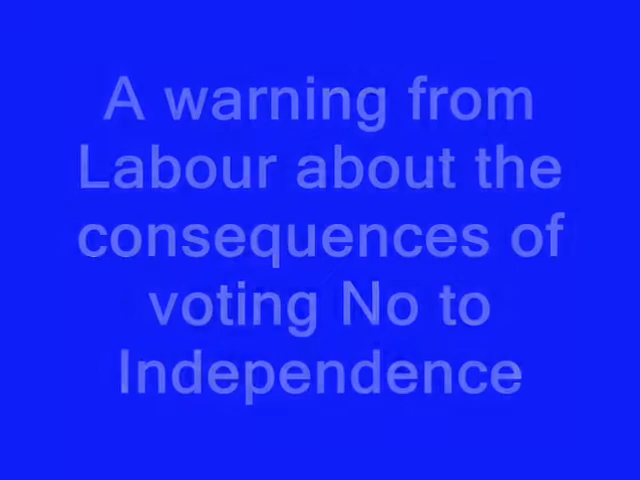 A warning from
Labour about the
consequences of
voting No to
Independence